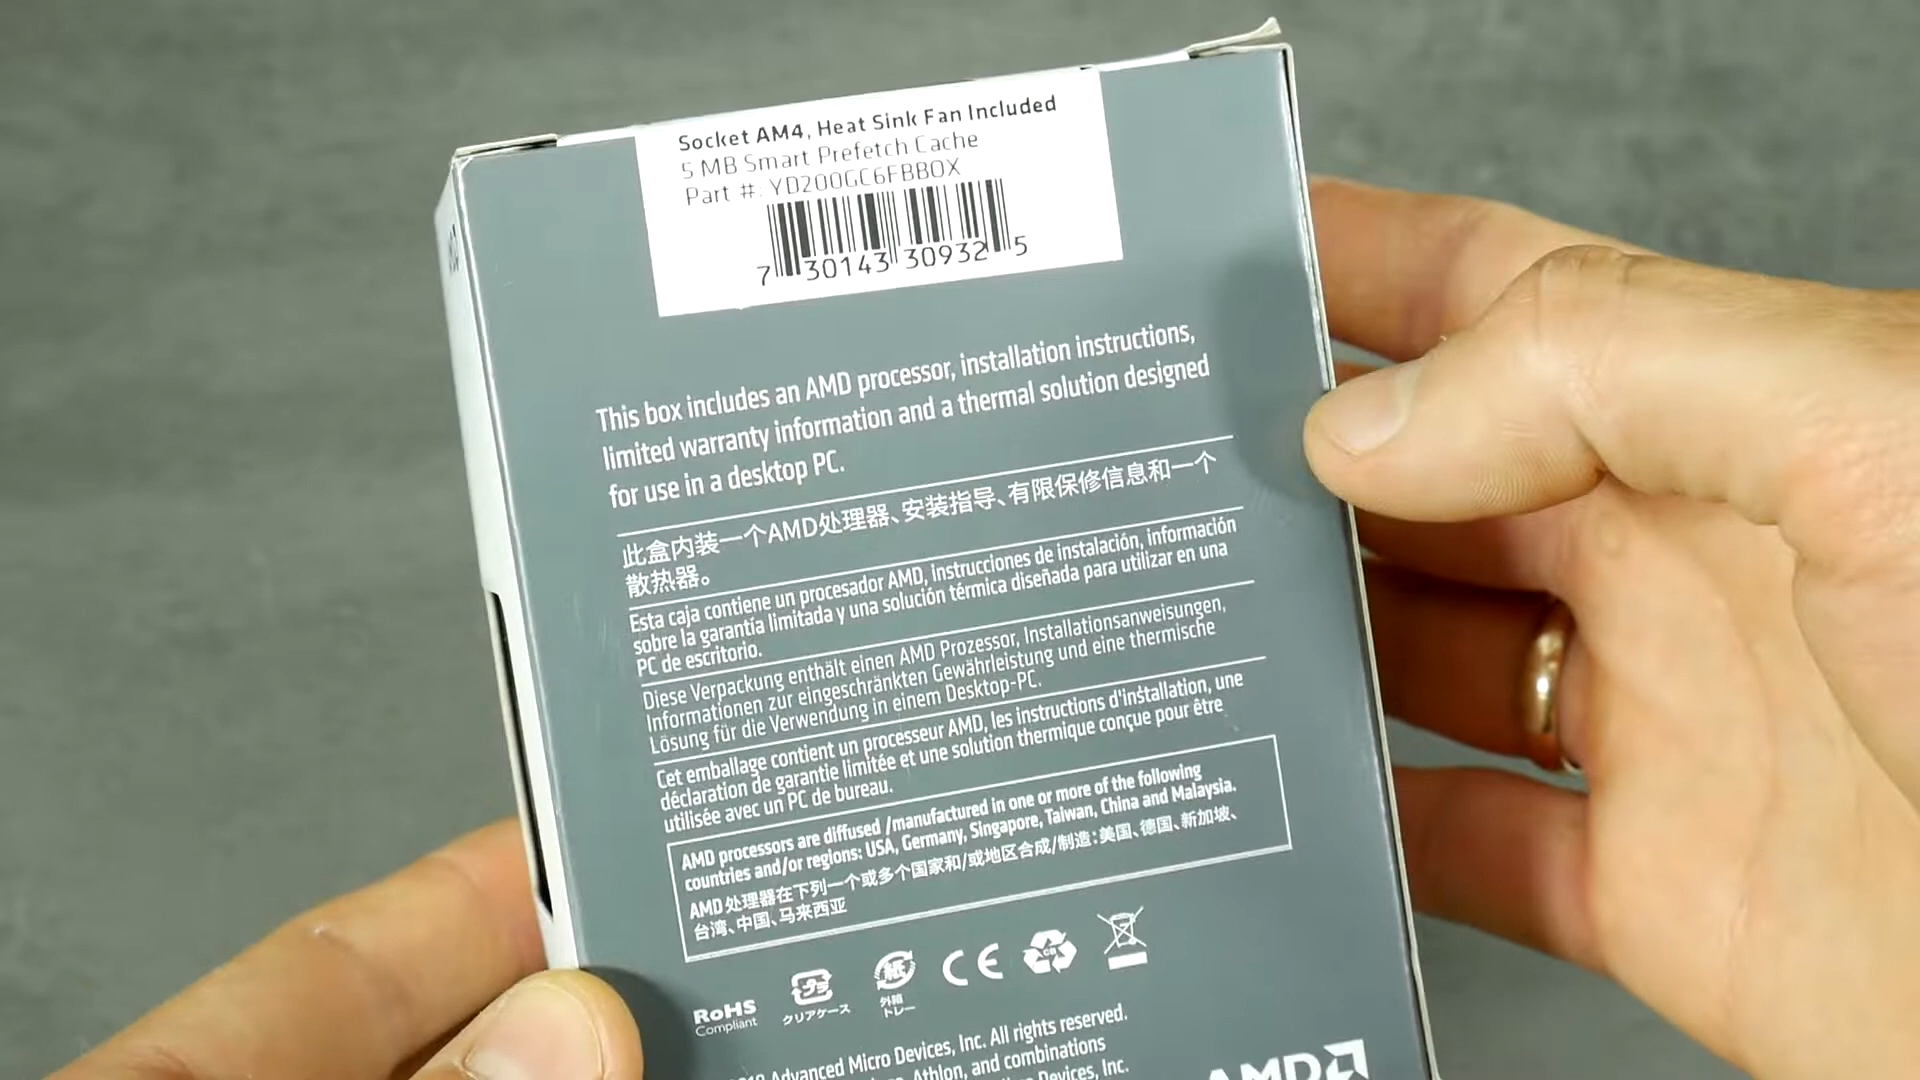 Socket AM4, Heat Sink Fan Included
5 MB Smart Prefetch Cache
Part #: YD200GC6FBBOX
7 30143 30932 5
This box includes an AMD processor, installation instructions,
limited warranty information and a thermal solution designed
for use in a desktop PC.
此盒内装一个AMD处理器、安装指导、有限保修信息和一个
散热器。
Esta caja contiene un procesador AMD, instrucciones de instalación, información
sobre la garantía limitada y una solución térmica diseñada para utilizar en una
PC de escritorio.
Diese Verpackung enthält einen AMD Prozessor, Installationsanweisungen,
Informationen zur eingeschränkten Gewährleistung und eine thermische
Lösung für die Verwendung in einem Desktop-PC.
Cet emballage contient un processeur AMD, les instructions d'installation, une
déclaration de garantie limitée et une solution thermique conçue pour être
utilisée avec un PC de bureau.
AMD processors are diffused /manufactured in one or more of the following
countries and/or regions: USA, Germany, Singapore, Taiwan, China and Malaysia.
AMD 处理器在下列一个或多个国家和/或地区合成/制造：美国、德国、新加坡、
台湾、中国、马来西亚
RoHS
Compliant
プラ
クリアケース
紙
外箱
トレー
CE
Advanced Micro Devices, Inc. All rights reserved.
Athlon, and combinations
Devices, Inc.
AMD